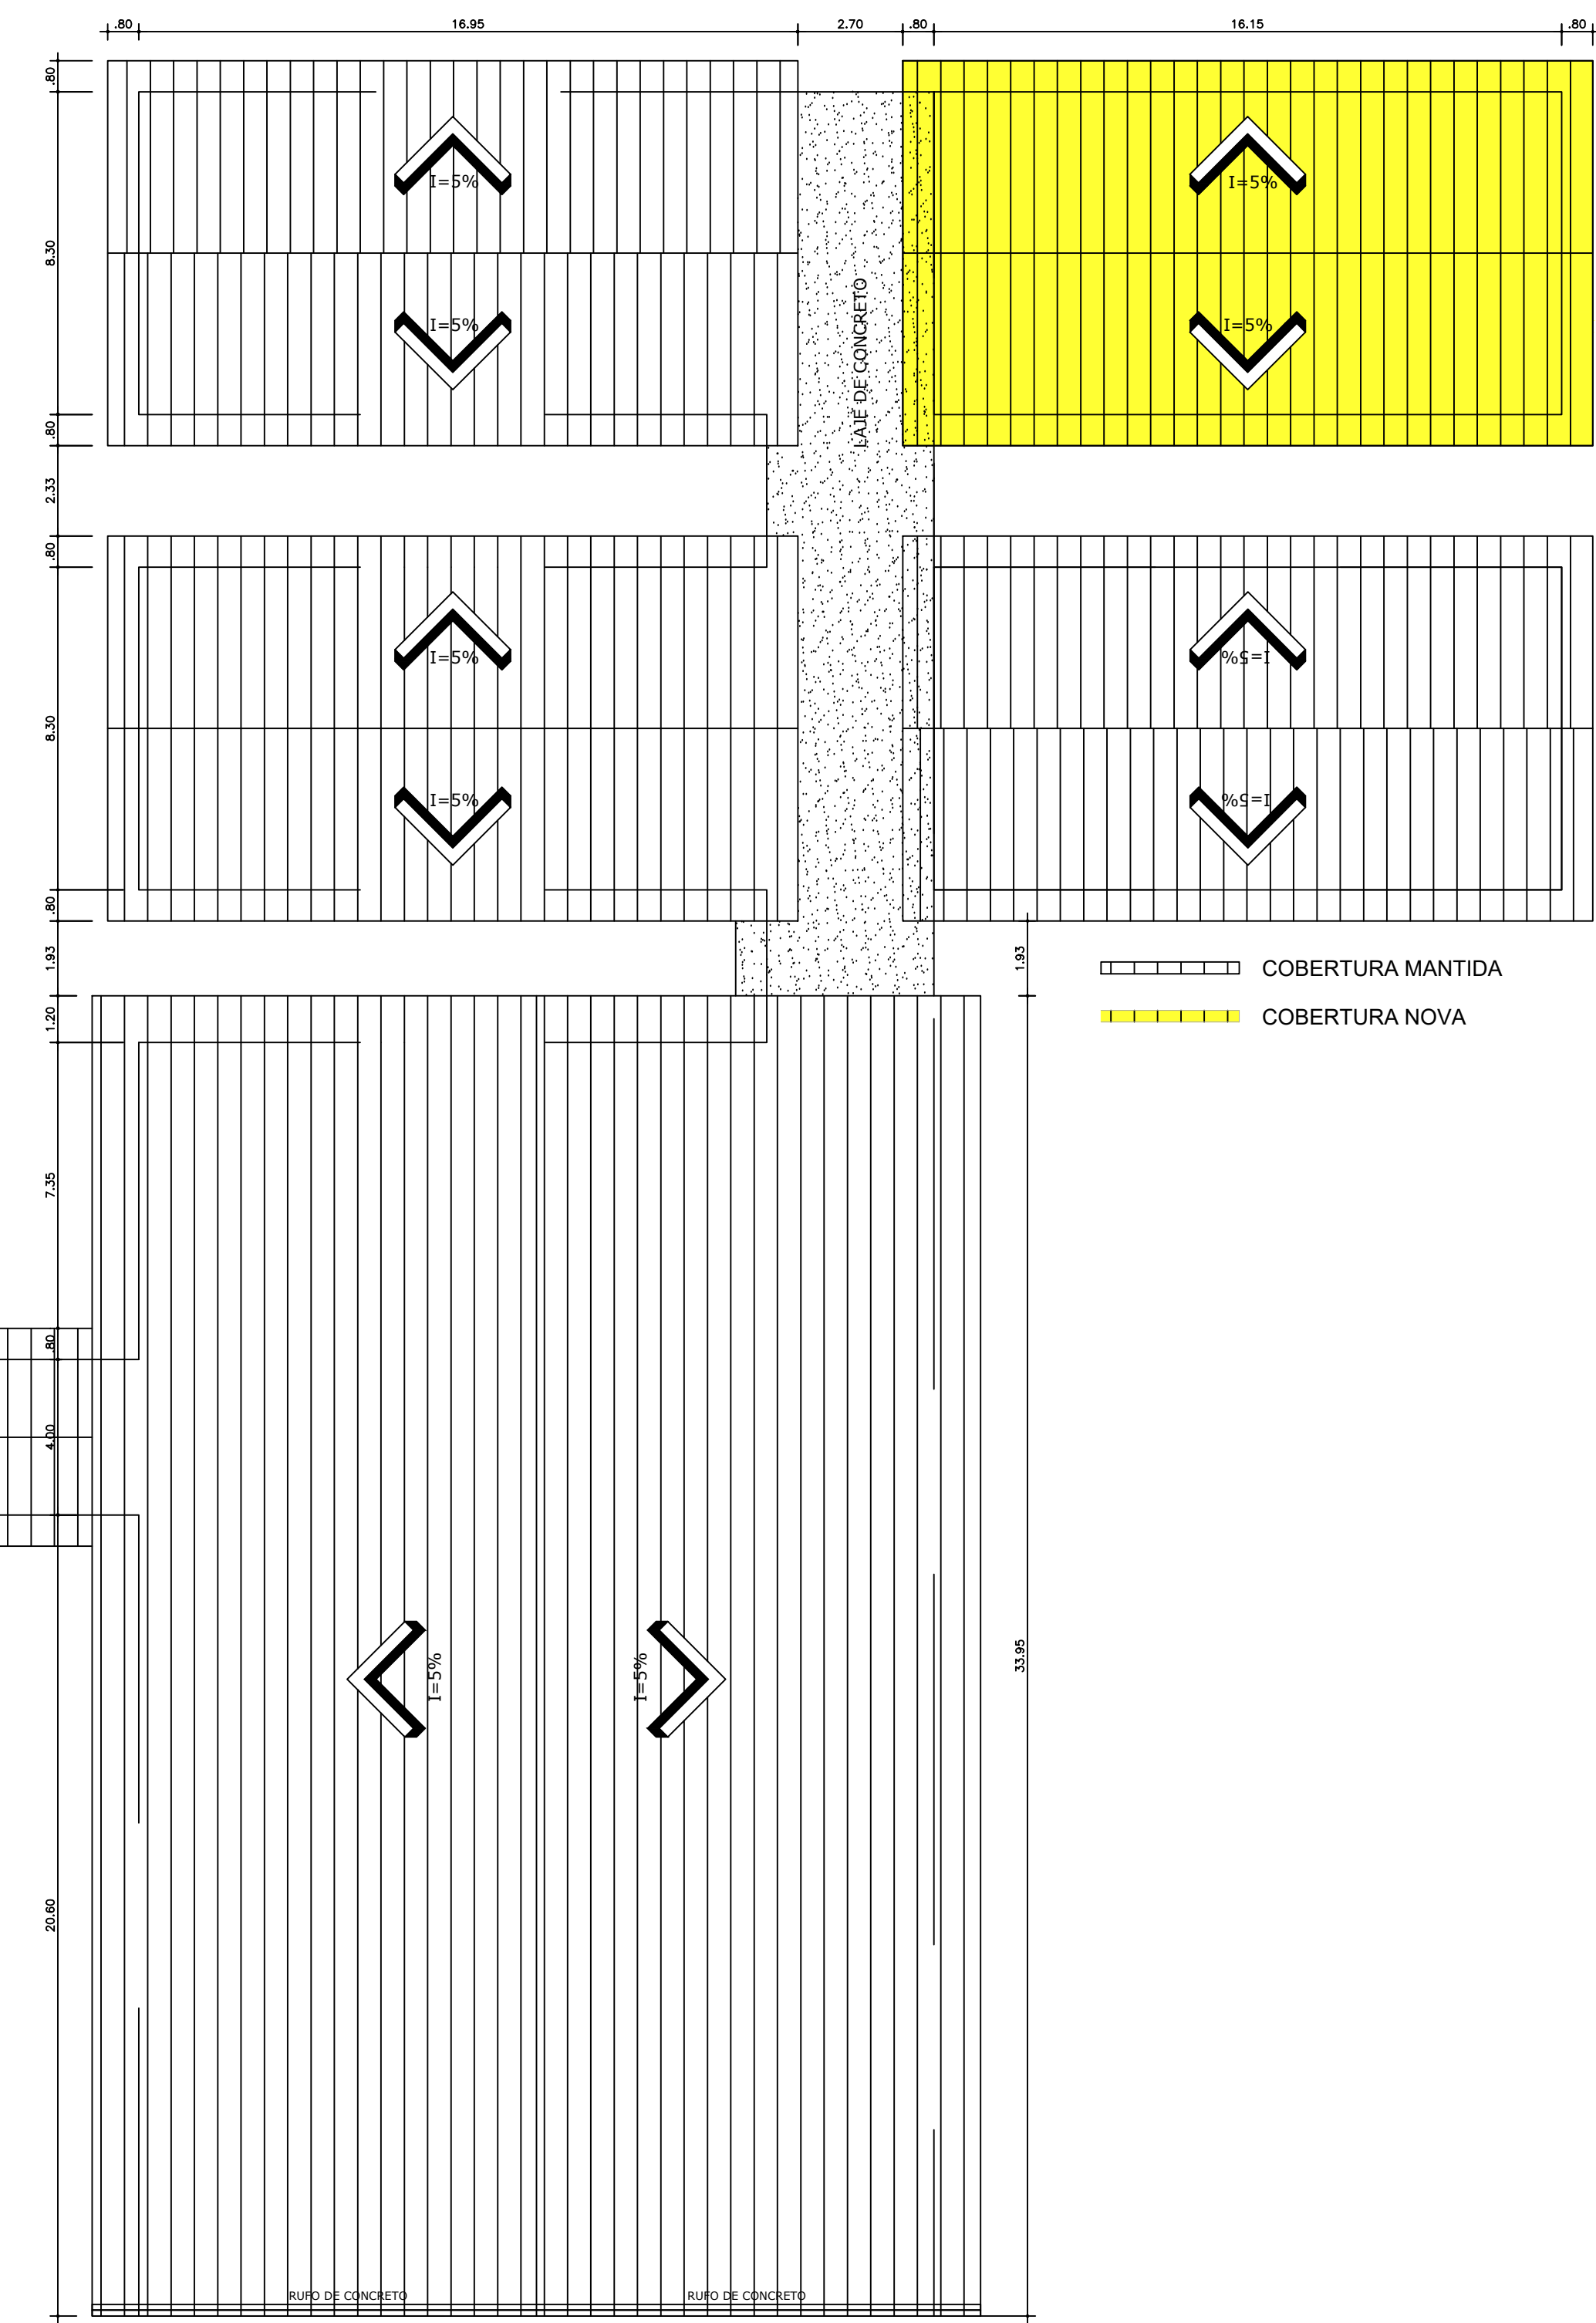 .80
16.95
2.70
.80
16.15
.80
.80
8.30
.80
2.33
.80
8.30
.80
1.93
1.20
7.35
.80
4.00
20.60
I=5%
I=5%
I=5%
I=5%
LAJE DE CONCRETO
I=5%
I=5%
I=5%
I=5%
1.93
COBERTURA MANTIDA
COBERTURA NOVA
33.95
I=5%
I=5%
RUFO DE CONCRETO
RUFO DE CONCRETO